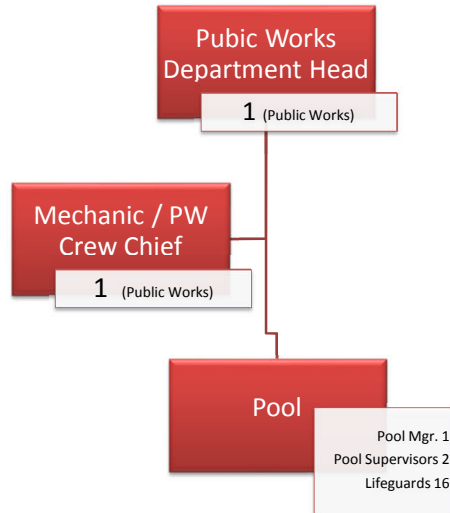 Pubic Works
Department Head
1 (Public Works)
Mechanic / PW
Crew Chief
1 (Public Works)
Pool
Pool Mgr. 1
Pool Supervisors 2
Lifeguards 16